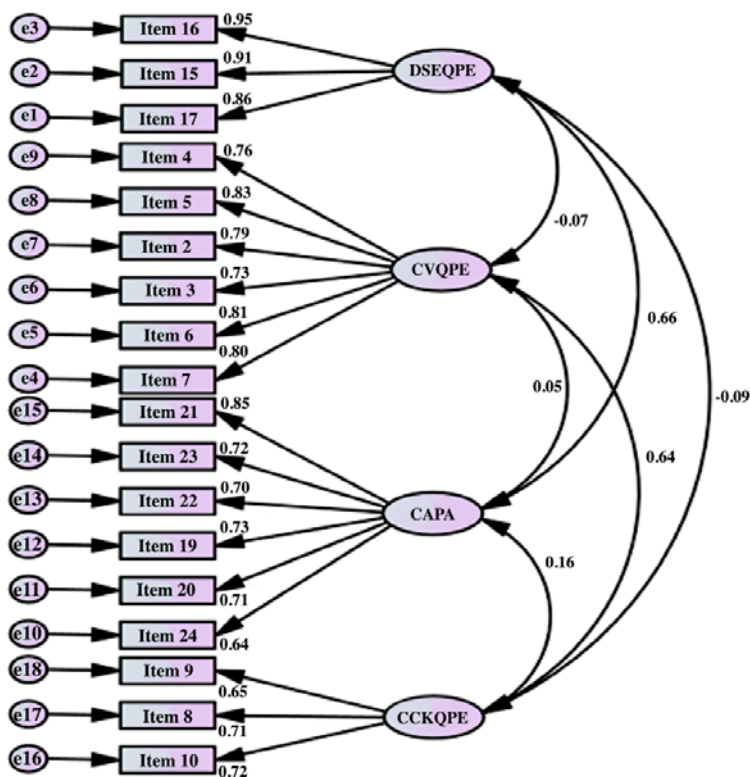 e3 Item 16 0.95
e2 Item 15 0.91 DSEQPE
e1 Item 17 0.86
e9 Item 4 0.76
e8 Item 5 0.83
e7 Item 2 0.79
-0.07
e6 Item 3 0.73 CVQPE
e5 Item 6 0.81
0.66
e4 Item 7 0.80
0.05
-0.09
e15 Item 21 0.85
e14 Item 23 0.72
0.64
e13 Item 22 0.70
CAPA
e12 Item 19 0.73
0.16
e11 Item 20 0.71
e10 Item 24 0.64
e18 Item 9 0.65
e17 Item 8 0.71 CCKQPE
e16 Item 10 0.72